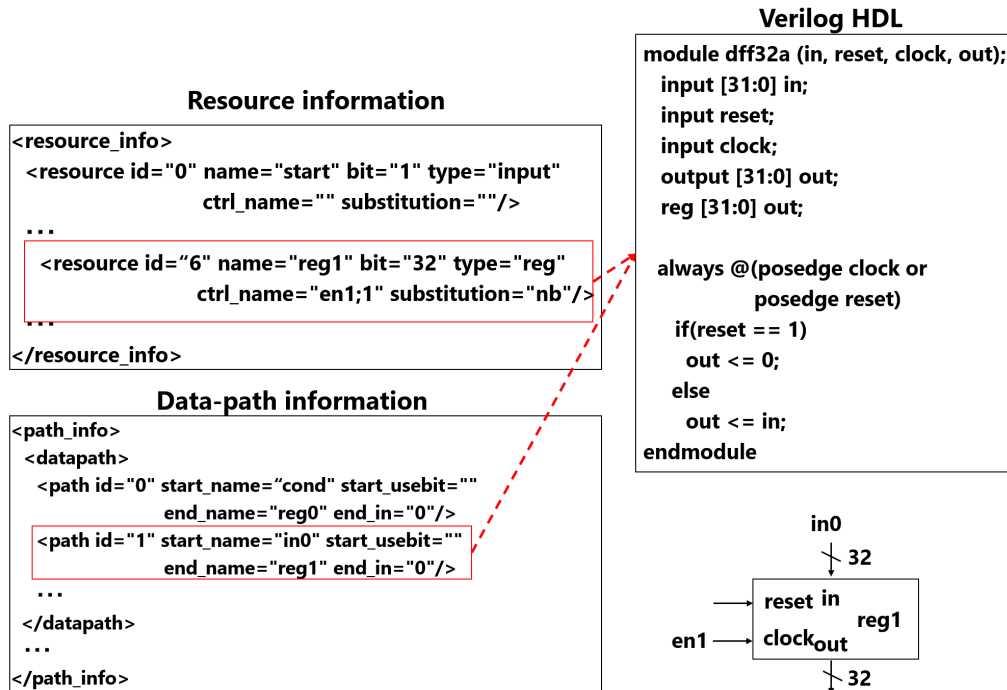 Resource information
<resource_info>
<resource id="0" name="start" bit="1" type="input"
ctrl_name="" substitution=""/>
...
<resource id=“6" name="reg1" bit="32" type="reg"
ctrl_name="en1;1" substitution="nb"/>
...
</resource_info>
Data-path information
<path_info>
<datapath>
<path id="0" start_name=“cond" start_usebit=""
end_name="reg0" end_in="0"/>
<path id="1" start_name="in0" start_usebit=""
end_name="reg1" end_in="0"/>
...
</datapath>
...
</path_info>
Verilog HDL
module dff32a (in, reset, clock, out);
input [31:0] in;
input reset;
input clock;
output [31:0] out;
reg [31:0] out;
always @(posedge clock or
posedge reset)
if(reset == 1)
out <= 0;
else
out <= in;
endmodule
in0
32
reset in
reg1
en1 clock out
32